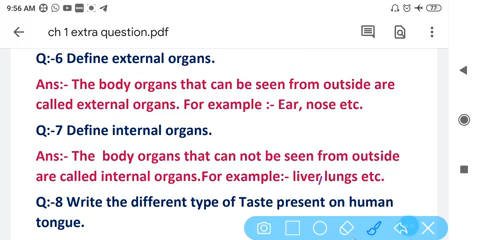 9:56 AM
77
ch 1 extra question.pdf
Q:-6 Define external organs.
Ans:- The body organs that can be seen from outside are
called external organs. For example :- Ear, nose etc.
Q:-7 Define internal organs.
Ans:- The body organs that can not be seen from outside
are called internal organs.For example:- liver,lungs etc.
Q:-8 Write the different type of Taste present on human
tongue.